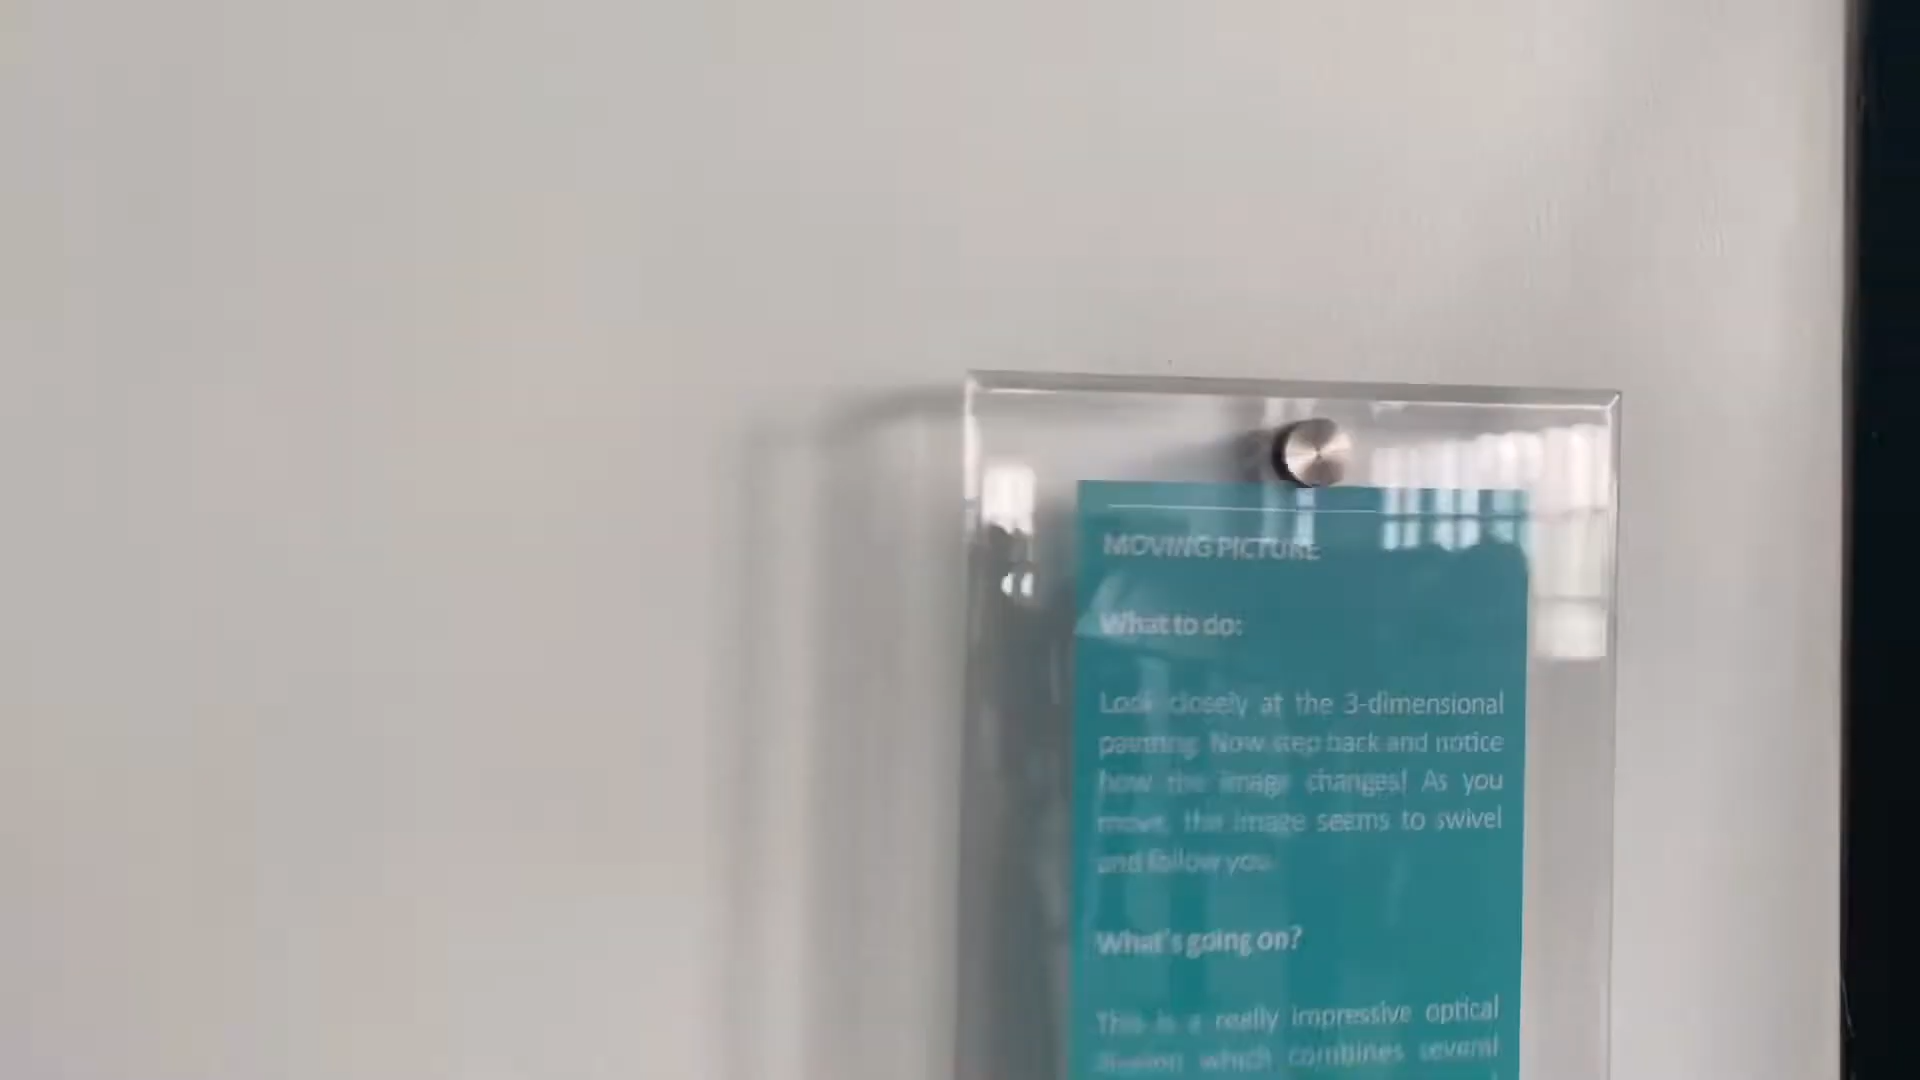 MOVING PICTURE
What to do:
Look closely at the 3-dimensional
painting. Now step back and notice
how the image changes! As you
move, the image seems to swivel
and follow you.
What's going on?
This is a really impressive optical
illusion which combines several